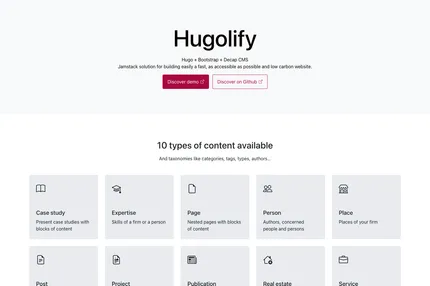 Hugolify
Hugo + Bootstrap + Decap CMS
Jamstack solution for building easily a fast, as accessible as possible and low carbon website.
Discover demo
Discover on Github
10 types of content available
And taxonomies like categories, tags, types, authors...
Case study
Present case studies with
blocks of content
Expertise
Skills of a firm or a person
Page
Nested pages with blocks
of content
Person
Authors, concerned
people and persons
Place
Places of your firm
Post
Project
Publication
Real estate
Service